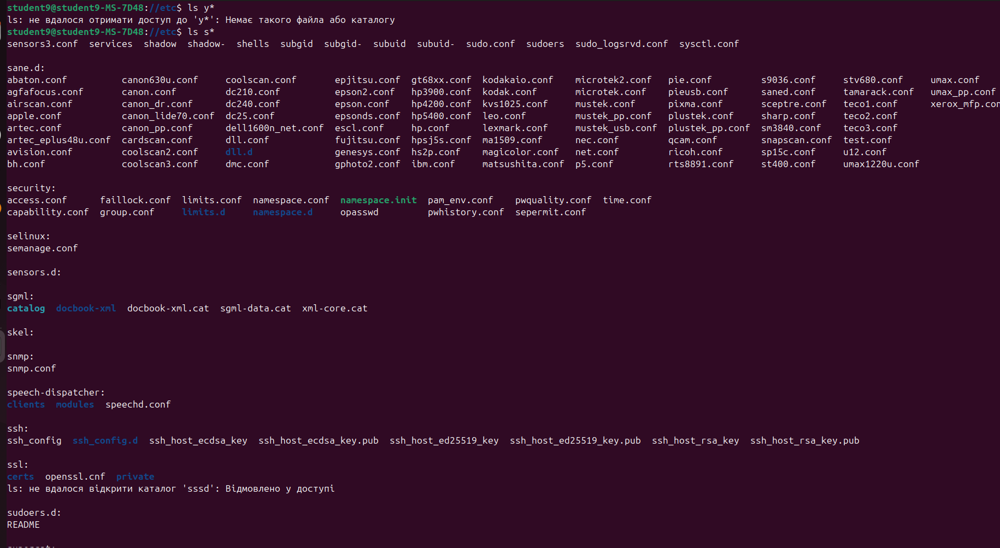 student9@student9-MS-7D48://etc$ ls y*
ls: не вдалося отримати доступ до 'y*': Немає такого файла або каталогу
student9@student9-MS-7D48://etc$ ls s*
sensors3.conf  services  shadow  shadow-  shells  subgid  subgid-  subuid  subuid-  sudo.conf  sudoers  sudo_logsrvd.conf  sysctl.conf

sane.d:
abaton.conf          canon630u.conf     coolscan.conf       epjitsu.conf  gt68xx.conf  kodakaio.conf    microtek2.conf   pie.conf         s9036.conf    stv680.conf      umax.conf
agfafocus.conf       canon.conf         dc210.conf          epson2.conf   hp3900.conf  kodak.conf       microtek.conf    pieusb.conf      saned.conf    tamarack.conf    umax_pp.conf
airscan.conf         canon_dr.conf      dc240.conf          epson.conf    hp4200.conf  kvs1025.conf     mustek.conf      pixma.conf       sceptre.conf  teco1.conf       xerox_mfp.con
apple.conf           canon_lide70.conf  dc25.conf           epsonds.conf  hp5400.conf  leo.conf         mustek_pp.conf   plustek.conf     sharp.conf    teco2.conf
artec.conf           canon_pp.conf      dell1600n_net.conf  escl.conf     hp.conf      lexmark.conf     mustek_usb.conf  plustek_pp.conf  sm3840.conf   teco3.conf
artec_eplus48u.conf  cardscan.conf      dll.conf            fujitsu.conf  hpsj5s.conf  ma1509.conf      nec.conf         qcam.conf        snapscan.conf  test.conf
avision.conf         coolscan2.conf     dll.d               genesys.conf  hs2p.conf    magicolor.conf   net.conf         ricoh.conf       sp15c.conf    u12.conf
bh.conf              coolscan3.conf     dmc.conf            gphoto2.conf  ibm.conf     matsushita.conf  p5.conf          rts8891.conf     st400.conf    umax1220u.conf

security:
access.conf      faillock.conf  limits.conf  namespace.conf  namespace.init  pam_env.conf    pwquality.conf  time.conf
capability.conf  group.conf     limits.d     namespace.d     opasswd         pwhistory.conf  sepermit.conf

selinux:
semanage.conf

sensors.d:

sgml:
catalog  docbook-xml  docbook-xml.cat  sgml-data.cat  xml-core.cat

skel:

snmp:
snmp.conf

speech-dispatcher:
clients  modules  speechd.conf

ssh:
ssh_config  ssh_config.d  ssh_host_ecdsa_key  ssh_host_ecdsa_key.pub  ssh_host_ed25519_key  ssh_host_ed25519_key.pub  ssh_host_rsa_key  ssh_host_rsa_key.pub

ssl:
certs  openssl.cnf  private
ls: не вдалося відкрити каталог 'sssd': Відмовлено у доступі

sudoers.d:
README